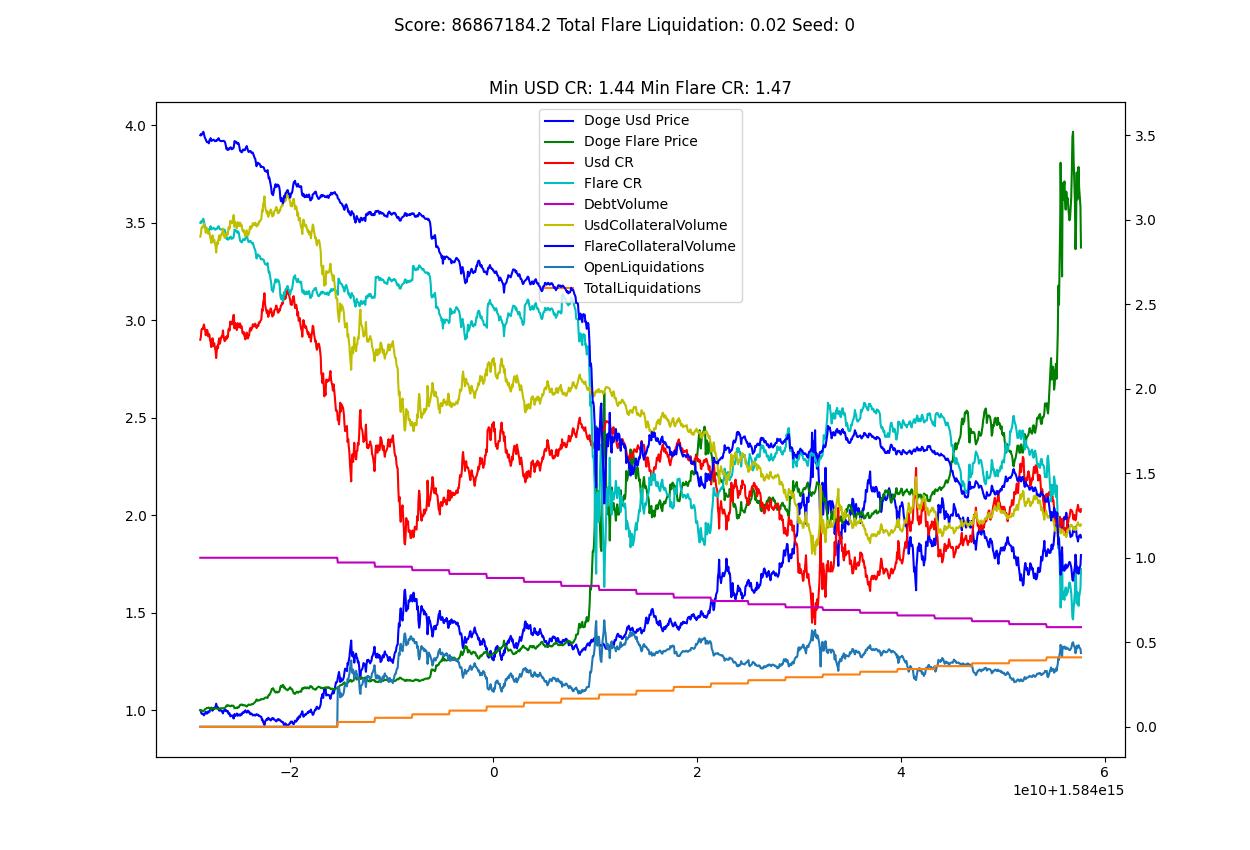 Score: 86867184.2 Total Flare Liquidation: 0.02 Seed: 0
Min USD CR: 1.44 Min Flare CR: 1.47
4.0
3.5
3.0
2.5
2.0
1.5
1.0
Doge Usd Price
Doge Flare Price
Usd CR
Flare CR
DebtVolume
UsdCollateralVolume
FlareCollateralVolume
OpenLiquidations
TotalLiquidations
3.5
3.0
2.5
2.0
1.5
1.0
0.5
0.0
−2 0 2 4 6
1e10+1.584e15